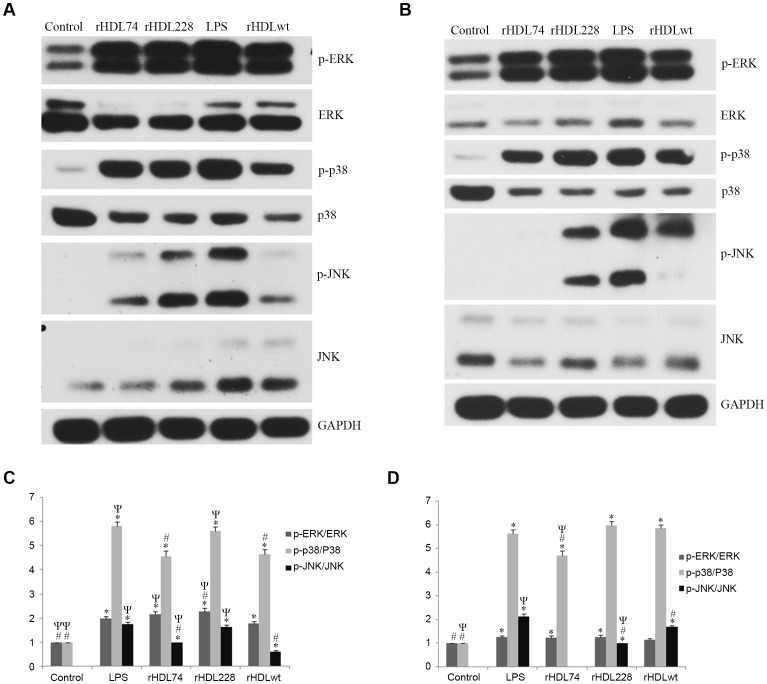 A
Control rHDL74 rHDL228 LPS rHDLwt
p-ERK
ERK
p-p38
p38
p-JNK
JNK
GAPDH
B
Control rHDL74 rHDL228 LPS rHDLwt
p-ERK
ERK
p-p38
p38
p-JNK
JNK
GAPDH
C
7
6
5
4
3
2
1
0
ΨΨ
# #
*
Ψ
*
Ψ
*
Ψ
*
#
*
Ψ
#
*
Ψ
#
*
Ψ
*
Ψ
*
*
#
*
#
*
p-ERK/ERK
p-p38/P38
p-JNK/JNK
Control LPS rHDL74 rHDL228 rHDLwt
D
7
6
5
4
3
2
1
0
Ψ
# #
*
*
Ψ
*
*
Ψ
#
*
*
*
Ψ
#
*
*
#
*
p-ERK/ERK
p-p38/P38
p-JNK/JNK
Control LPS rHDL74 rHDL228 rHDLwt